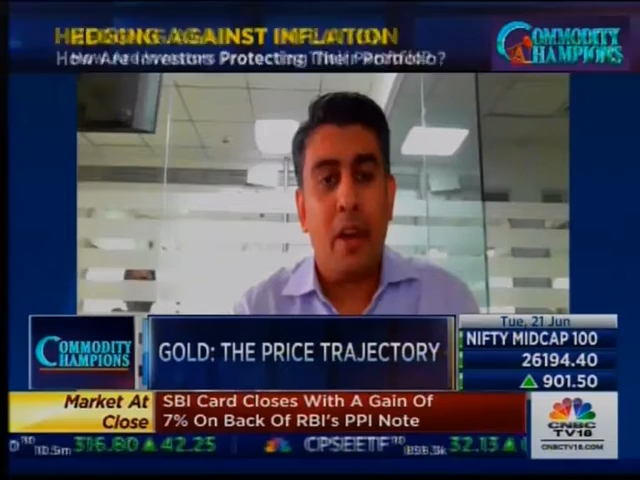 HEDGING AGAINST INFLATION
How Are Investors Protecting Their Portfolio?
COMMODITY
CHAMPIONS
COMMODITY
CHAMPIONS
GOLD: THE PRICE TRAJECTORY
Tue, 21 Jun
NIFTY MIDCAP 100
26194.40
901.50
Market At
Close
SBI Card Closes With A Gain Of
7% On Back Of RBI's PPI Note
CNBC
TV18
CNBCTV18.COM
316.80 42.25 CPSEETF 32.13